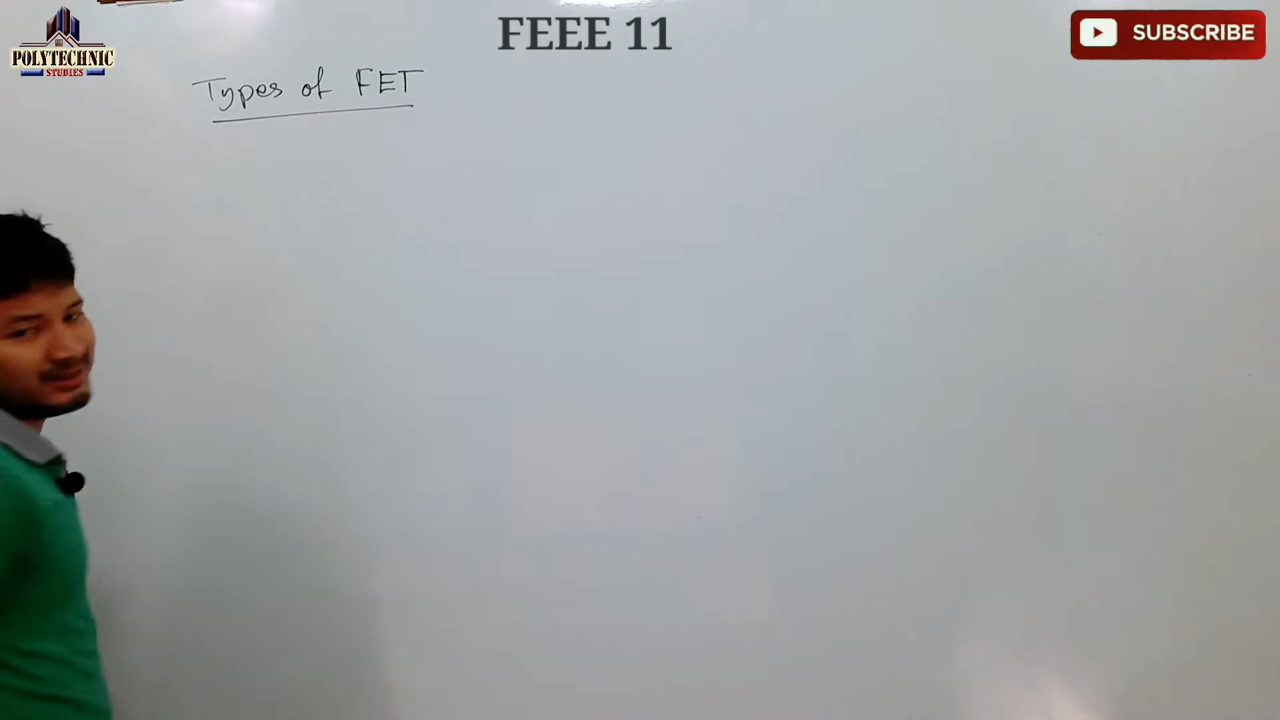 POLYTECHNIC
STUDIES
FEEE 11
SUBSCRIBE
Types of FET